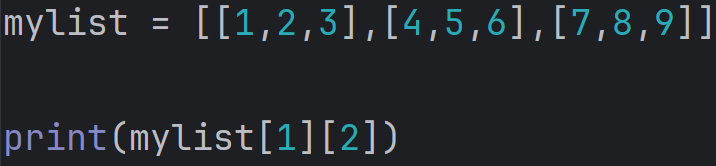 mylist = [[1,2,3],[4,5,6],[7,8,9]]
print(mylist[1][2])